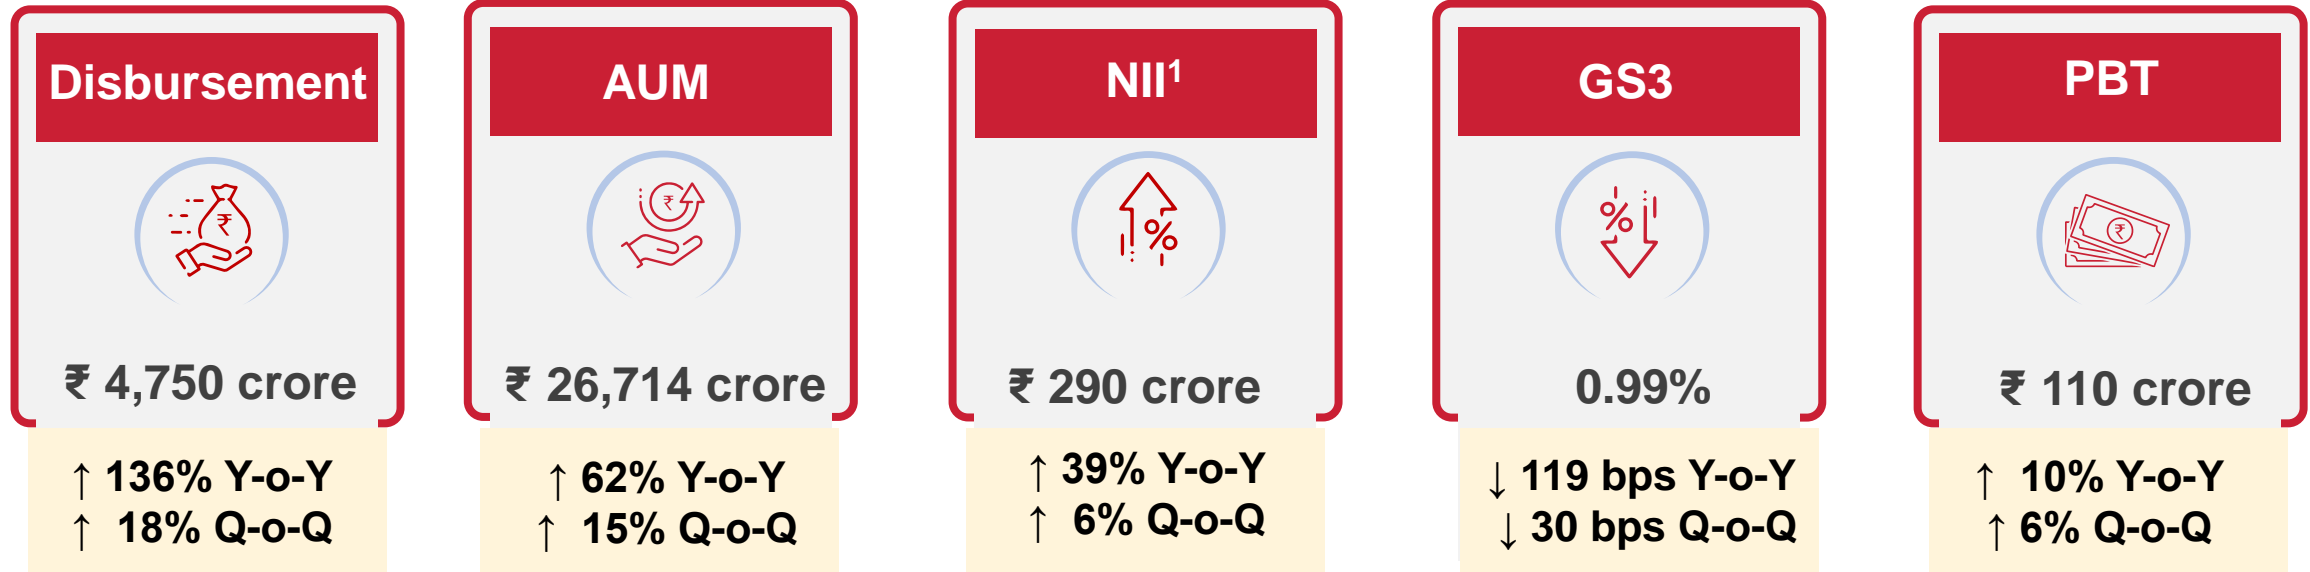 Disbursement
₹ 4,750 crore
↑ 136% Y-o-Y
↑ 18% Q-o-Q
AUM
₹ 26,714 crore
↑ 62% Y-o-Y
↑ 15% Q-o-Q
NII¹
₹ 290 crore
↑ 39% Y-o-Y
↑ 6% Q-o-Q
GS3
0.99%
↓ 119 bps Y-o-Y
↓ 30 bps Q-o-Q
PBT
₹ 110 crore
↑ 10% Y-o-Y
↑ 6% Q-o-Q